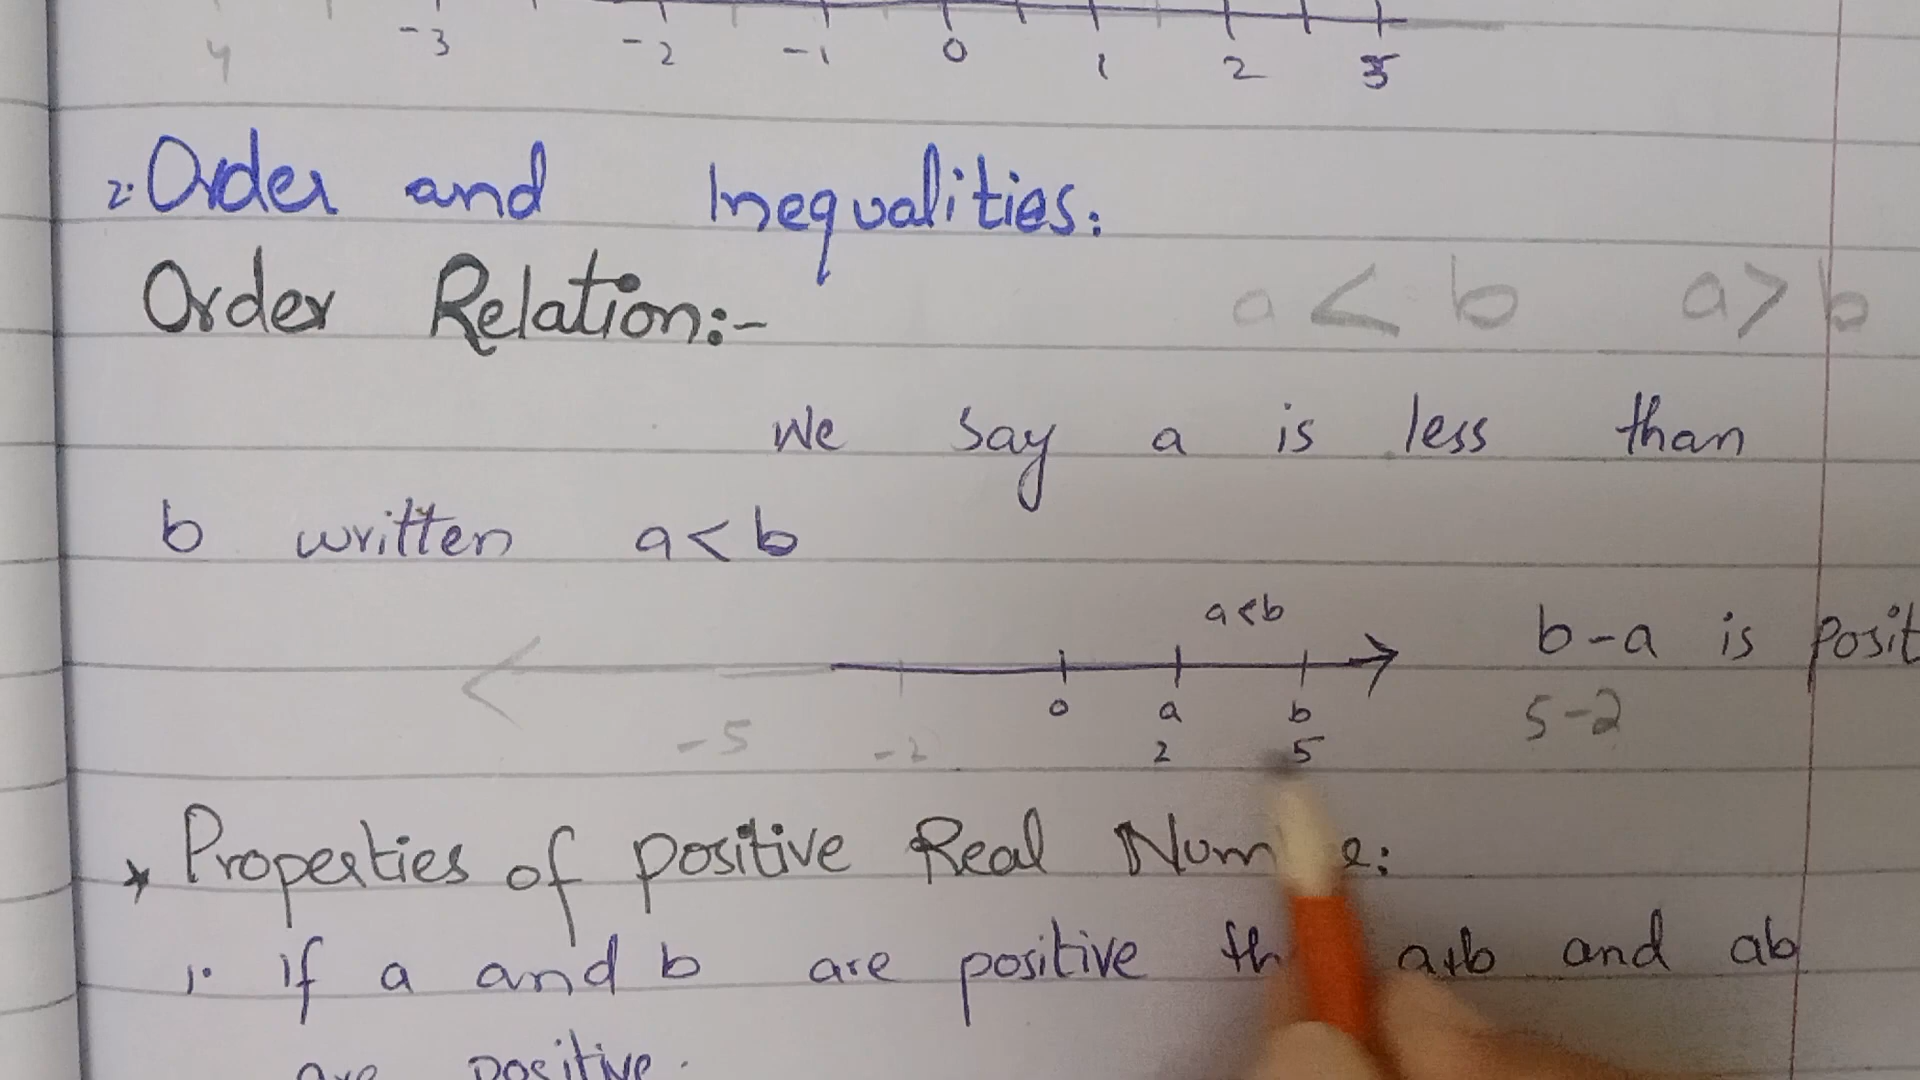 4 -3 -2 -1 0 1 2 3
2. Order and Inequalities:
Order Relation:- a < b a > b
We say a is less than
b written a < b
a<b
b-a is posit
0 a b
-5 -2 2 5 5-2
* Properties of positive Real Num e:
1. if a and b are positive th a+b and ab
are positive.